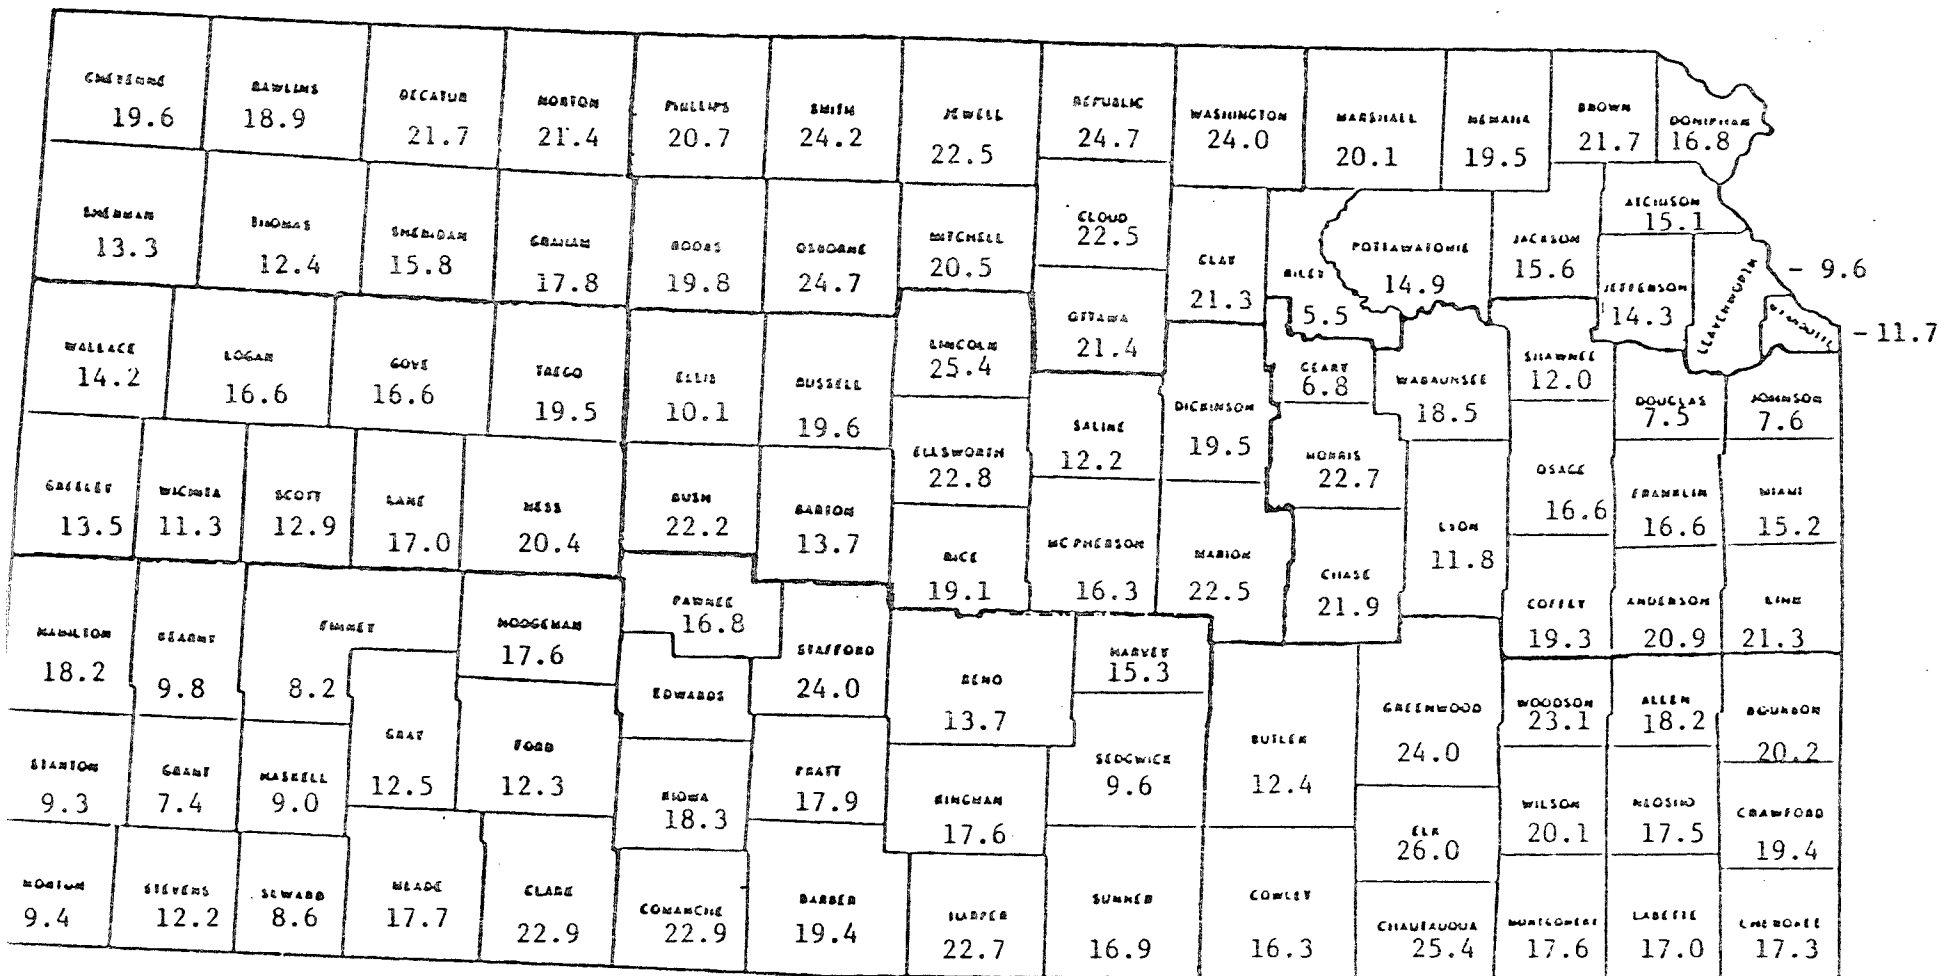 CHEYENNE
19.6
RAWLINS
18.9
DECATUR
21.7
NORTON
21.4
PHILLIPS
20.7
SMITH
24.2
JEWELL
22.5
REPUBLIC
24.7
WASHINGTON
24.0
MARSHALL
20.1
NEMAHA
19.5
BROWN
21.7
DONIPHAN
16.8
SHERMAN
13.3
THOMAS
12.4
SHERIDAN
15.8
GRAHAM
17.8
ROOKS
19.8
OSBORNE
24.7
MITCHELL
20.5
CLOUD
22.5
CLAY
21.3
RILEY
5.5
POTTAWATOMIE
14.9
JACKSON
15.6
ATCHISON
15.1
JEFFERSON
14.3
LEAVENWORTH
- 9.6
WYANDOTTE
- 11.7
WALLACE
14.2
LOGAN
16.6
GOVE
16.6
TREGO
19.5
ELLIS
10.1
RUSSELL
19.6
LINCOLN
25.4
OTTAWA
21.4
DICKINSON
19.5
GEARY
6.8
WABAUNSEE
18.5
SHAWNEE
12.0
DOUGLAS
7.5
JOHNSON
7.6
GREELEY
13.5
WICHITA
11.3
SCOTT
12.9
LANE
17.0
NESS
20.4
RUSH
22.2
BARTON
13.7
ELLSWORTH
22.8
SALINE
12.2
MORRIS
22.7
LYON
11.8
OSAGE
16.6
FRANKLIN
16.6
MIAMI
15.2
RICE
19.1
MC PHERSON
16.3
MARION
22.5
CHASE
21.9
COFFEY
19.3
ANDERSON
20.9
LINN
21.3
HAMILTON
18.2
KEARNY
9.8
FINNEY
8.2
HODGEMAN
17.6
PAWNEE
16.8
STAFFORD
24.0
EDWARDS
RENO
13.7
HARVEY
15.3
SEDGWICK
9.6
BUTLER
12.4
GREENWOOD
24.0
WOODSON
23.1
ALLEN
18.2
BOURBON
20.2
STANTON
9.3
GRANT
7.4
HASKELL
9.0
GRAY
12.5
FORD
12.3
KIOWA
18.3
PRATT
17.9
KINGMAN
17.6
ELK
26.0
WILSON
20.1
NEOSHO
17.5
CRAWFORD
19.4
MORTON
9.4
STEVENS
12.2
SEWARD
8.6
MEADE
17.7
CLARK
22.9
COMANCHE
22.9
BARBER
19.4
HARPER
22.7
SUMNER
16.9
COWLEY
16.3
CHAUTAUQUA
25.4
MONTGOMERY
17.6
LABETTE
17.0
CHEROKEE
17.3